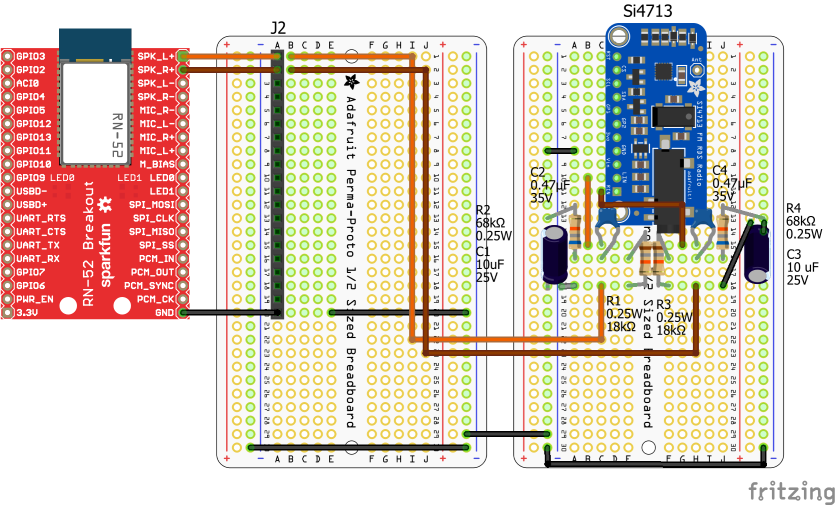 J2
Si4713
GPIO3
GPIO2
ACI0
GPIO4
GPIO5
GPIO12
GPIO13
GPIO11
GPIO10
GPIO9
USBD-
USBD+
UART_RTS
UART_CTS
UART_TX
UART_RX
GPIO7
GPIO6
PWR_EN
3.3V
SPK_L+
SPK_R+
SPK_L-
SPK_R-
MIC_R-
MIC_L-
MIC_R+
MIC_L+
M_BIAS
LED0
LED1
SPI_MOSI
SPI_CLK
SPI_MISO
SPI_SS
PCM_IN
PCM_OUT
PCM_SYNC
PCM_CK
GND
RN-52
LED0 LED1
RN-52 Breakout
sparkfun
+ - A B C D E F G H I J + -
Adafruit Perma-Proto 1/2 Sized Breadboard
+ - A B C D E F G H I J + -
Sized Breadboard
Ant
Si4713 FM RDS Radio
adafruit
C2
0.47uF
35V
C4
0.47uF
35V
R2
68kΩ
0.25W
C1
10uF
25V
R4
68kΩ
0.25W
C3
10 uF
25V
R1
0.25W
18kΩ
R3
0.25W
18kΩ
fritzing